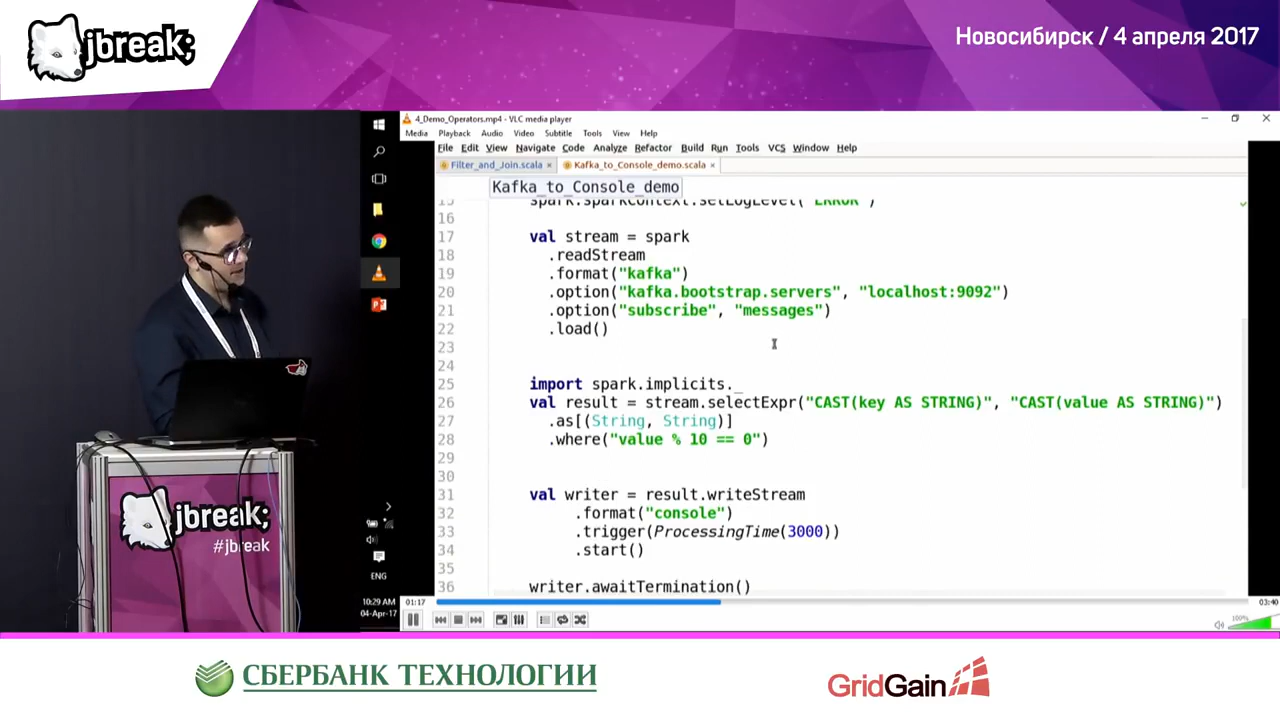 jbreak;
Новосибирск / 4 апреля 2017
4_Demo_Operators.mp4 - VLC media player
Media Playback Audio Video Subtitle Tools View Help
File Edit View Navigate Code Analyze Refactor Build Run Tools VCS Window Help
Filter_and_Join.scala
Kafka_to_Console_demo.scala
Kafka_to_Console_demo
15 spark.sparkContext.setLogLevel("ERROR")
16
17 val stream = spark
18 .readStream
19 .format("kafka")
20 .option("kafka.bootstrap.servers", "localhost:9092")
21 .option("subscribe", "messages")
22 .load()
23
24
25 import spark.implicits._
26 val result = stream.selectExpr("CAST(key AS STRING)", "CAST(value AS STRING)")
27 .as[(String, String)]
28 .where("value % 10 == 0")
29
30
31 val writer = result.writeStream
32 .format("console")
33 .trigger(ProcessingTime(3000))
34 .start()
35
36 writer.awaitTermination()
ENG
10:29 AM
04-Apr-17
01:17
03:40
100%
jbreak;
#jbreak
СБЕРБАНК ТЕХНОЛОГИИ
GridGain